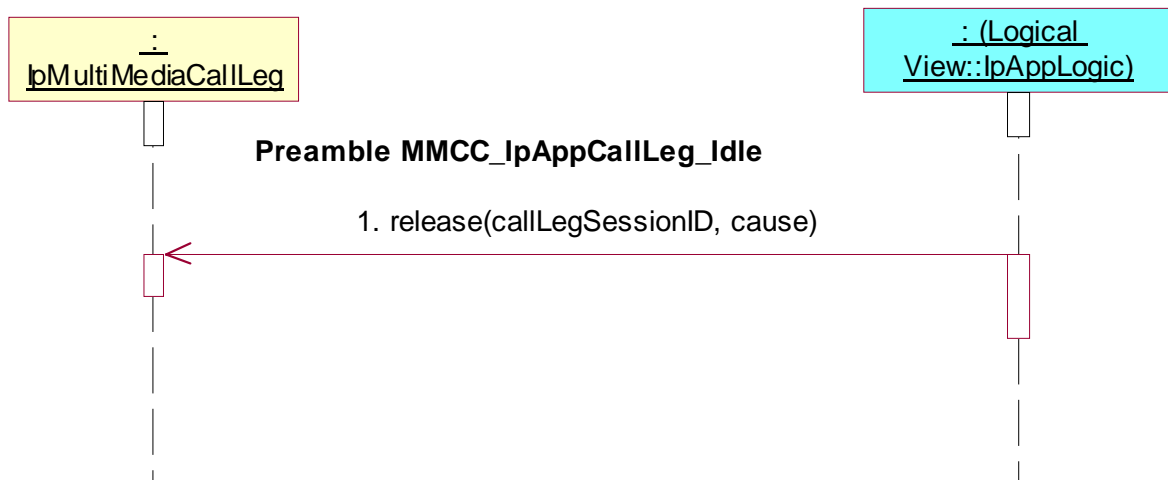 :
IpMultiMediaCallLeg
: (Logical
View::IpAppLogic)
Preamble MMCC_IpAppCallLeg_Idle
1. release(callLegSessionID, cause)